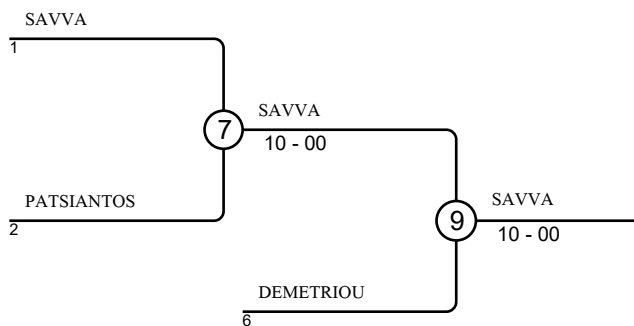 SAVVA
1
SAVVA
7
10 - 00
PATSIANTOS
2
SAVVA
9
10 - 00
DEMETRIOU
6